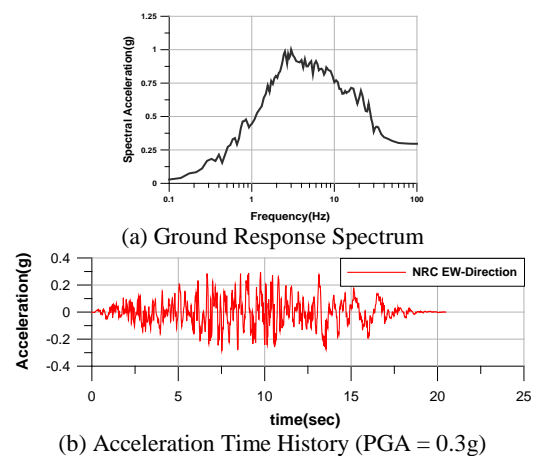 1.25
1
0.75
0.5
0.25
0
Spectral Acceleration(g)
0.1 1 10 100
Frequency(Hz)
(a) Ground Response Spectrum
0.4
0.2
0
-0.2
-0.4
Acceleration(g)
NRC EW-Direction
0 5 10 15 20 25
time(sec)
(b) Acceleration Time History (PGA = 0.3g)